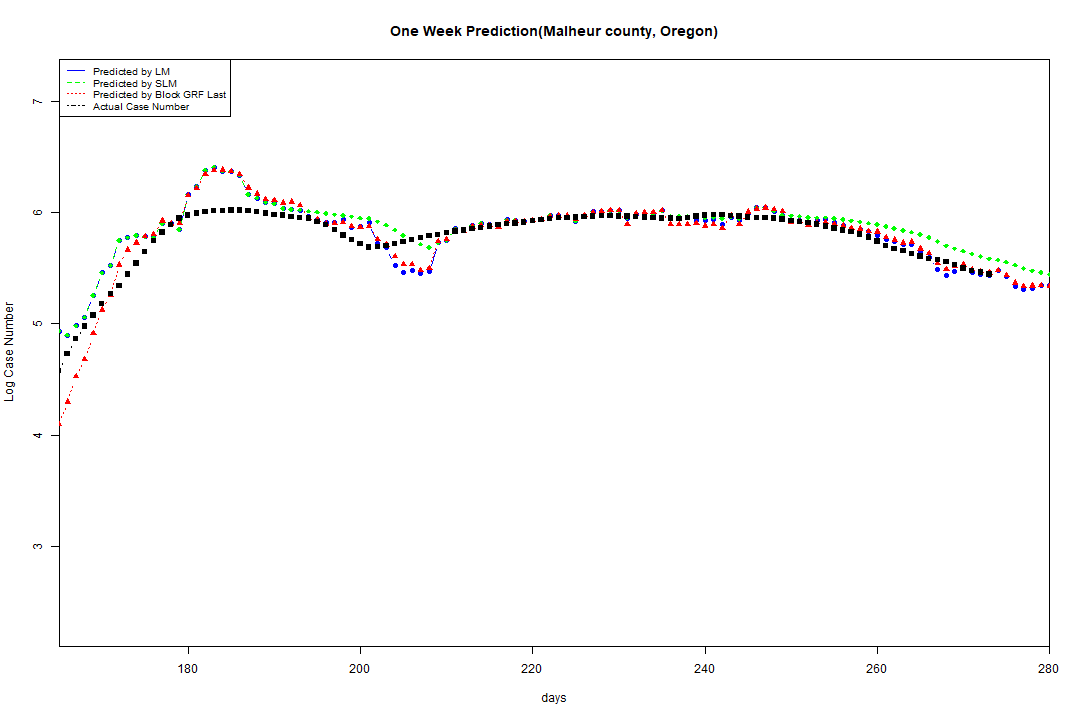 One Week Prediction(Malheur county, Oregon)
Predicted by LM
Predicted by SLM
Predicted by Block GRF Last
Actual Case Number
7
6
5
4
3
Log Case Number
180 200 220 240 260 280
days